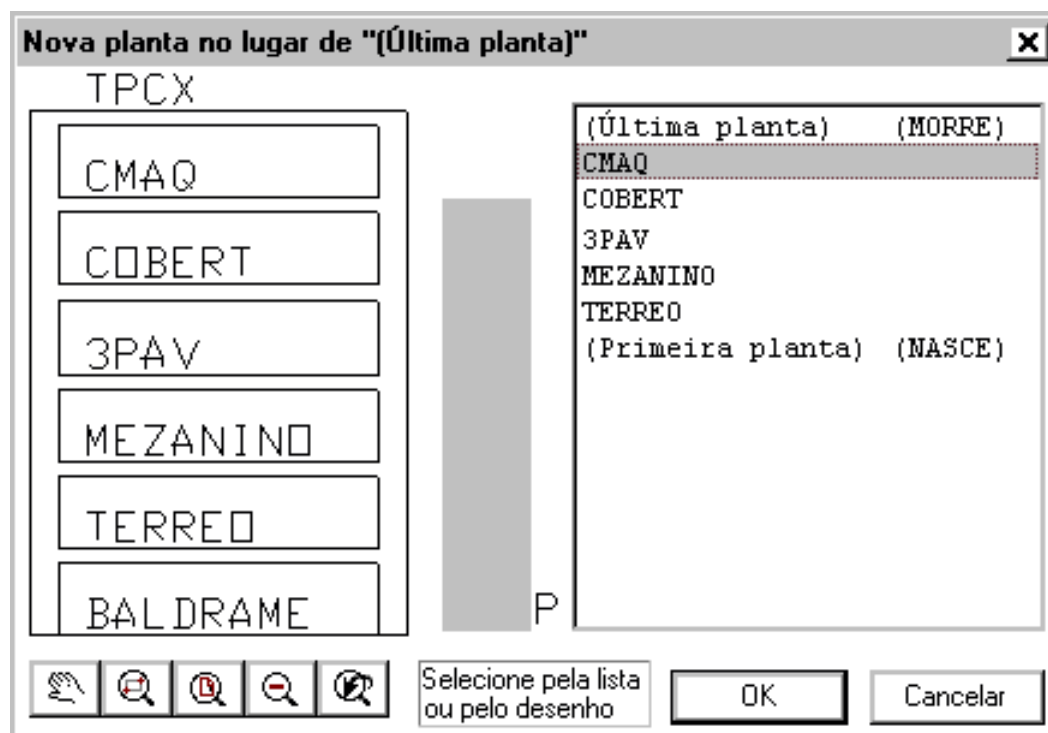 Nova planta no lugar de "(Última planta)"
TPCX
CMAQ
COBERT
3PAV
MEZANINO
TERREO
BALDRAME
P
(Última planta) (MORRE)
CMAQ
COBERT
3PAV
MEZANINO
TERREO
(Primeira planta) (NASCE)
Selecione pela lista
ou pelo desenho
OK
Cancelar